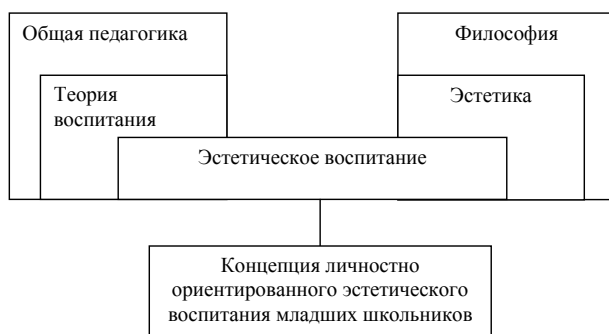 Общая педагогика
Философия
Теория
воспитания
Эстетика
Эстетическое воспитание
Концепция личностно
ориентированного эстетического
воспитания младших школьников